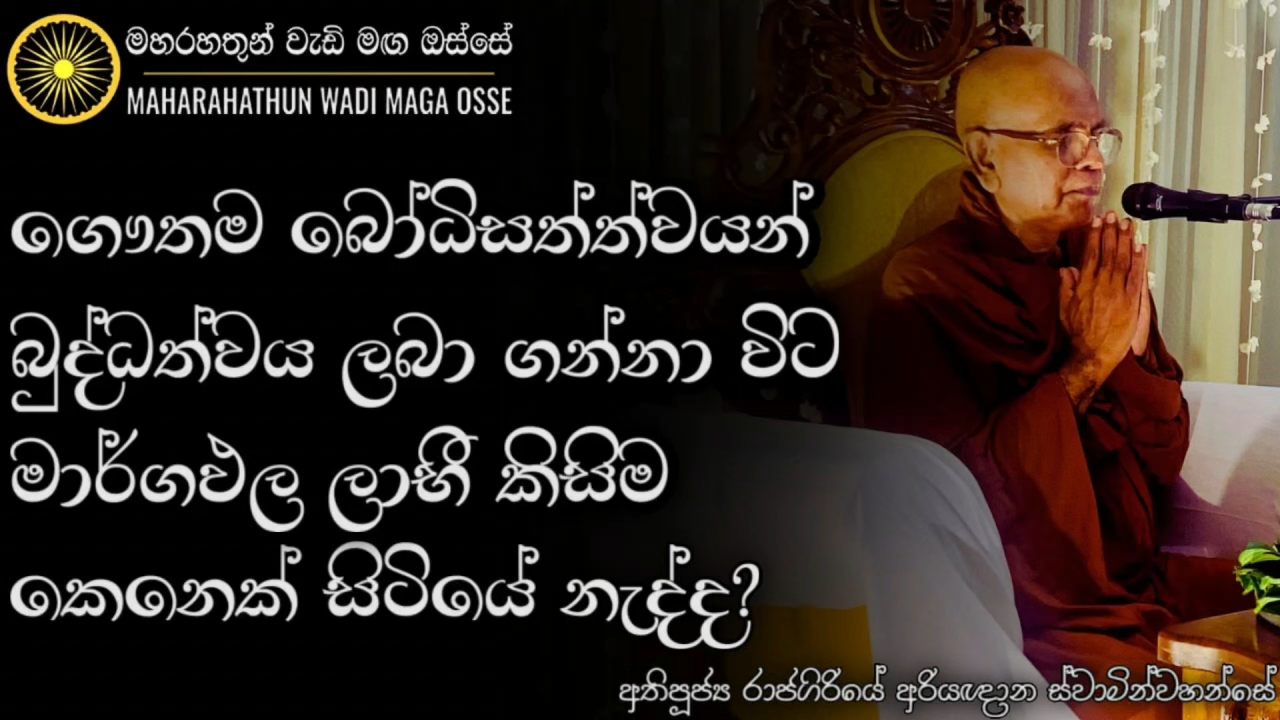 මහරහතුන් වැඩි මඟ ඔස්සේ
MAHARAHATHUN WADI MAGA OSSE
ගෞතම බෝධිසත්ත්වයන්
බුද්ධත්වය ලබා ගන්නා විට
මාර්ගඵල ලාභී කිසිම
කෙනෙක් සිටියේ නැද්ද?
අතිපූජ්‍ය රාජගිරියේ අරියඥාන ස්වාමින්වහන්සේ